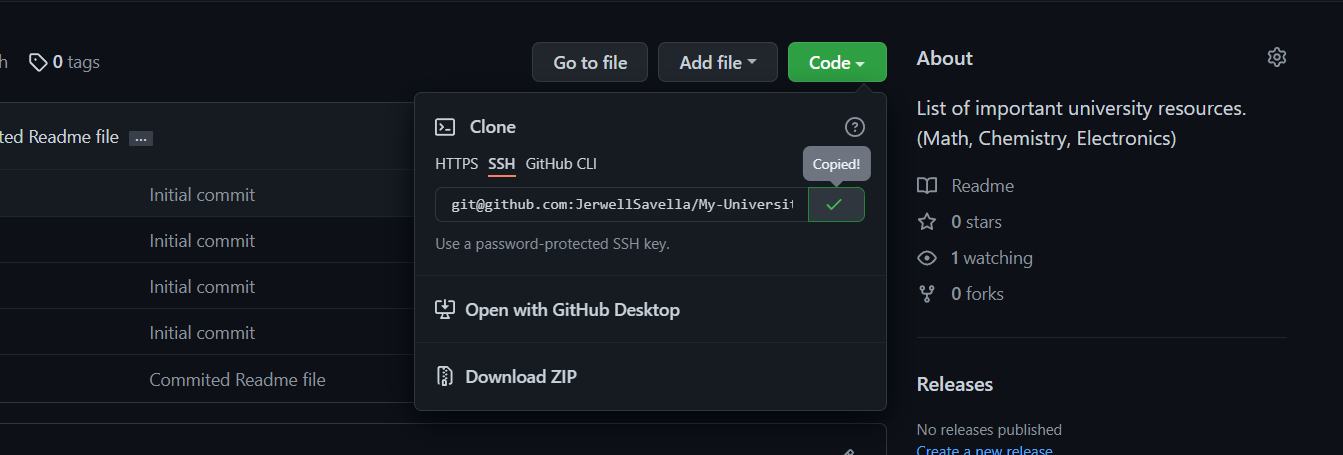 0 tags
Go to file
Add file
Code
About
List of important university resources.
(Math, Chemistry, Electronics)
Readme
0 stars
1 watching
0 forks
Releases
No releases published
Create a new release
Readme file
...
Initial commit
Initial commit
Initial commit
Initial commit
Commited Readme file
Clone
HTTPS SSH GitHub CLI
Copied!
git@github.com:JerwellSavella/My-Universit
Use a password-protected SSH key.
Open with GitHub Desktop
Download ZIP